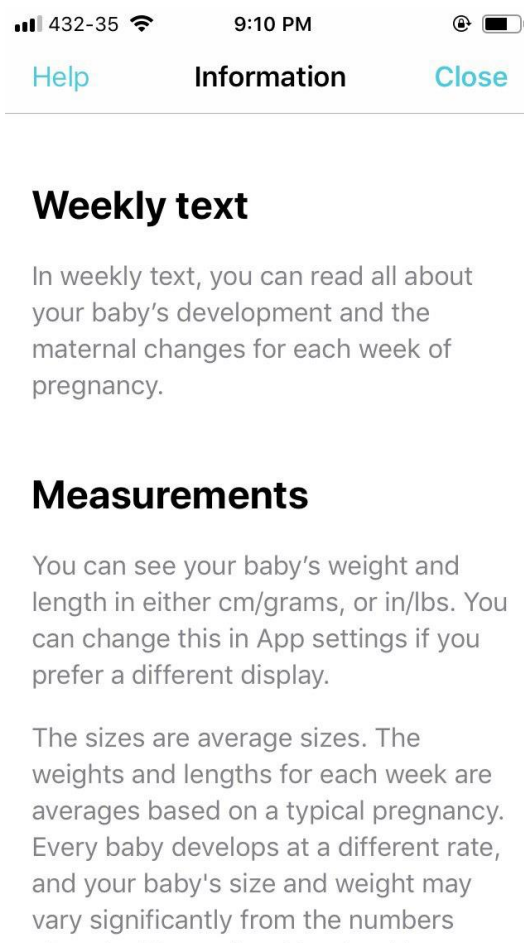 432-35 9:10 PM
Help Information Close
Weekly text
In weekly text, you can read all about
your baby’s development and the
maternal changes for each week of
pregnancy.
Measurements
You can see your baby’s weight and
length in either cm/grams, or in/lbs. You
can change this in App settings if you
prefer a different display.
The sizes are average sizes. The
weights and lengths for each week are
averages based on a typical pregnancy.
Every baby develops at a different rate,
and your baby's size and weight may
vary significantly from the numbers